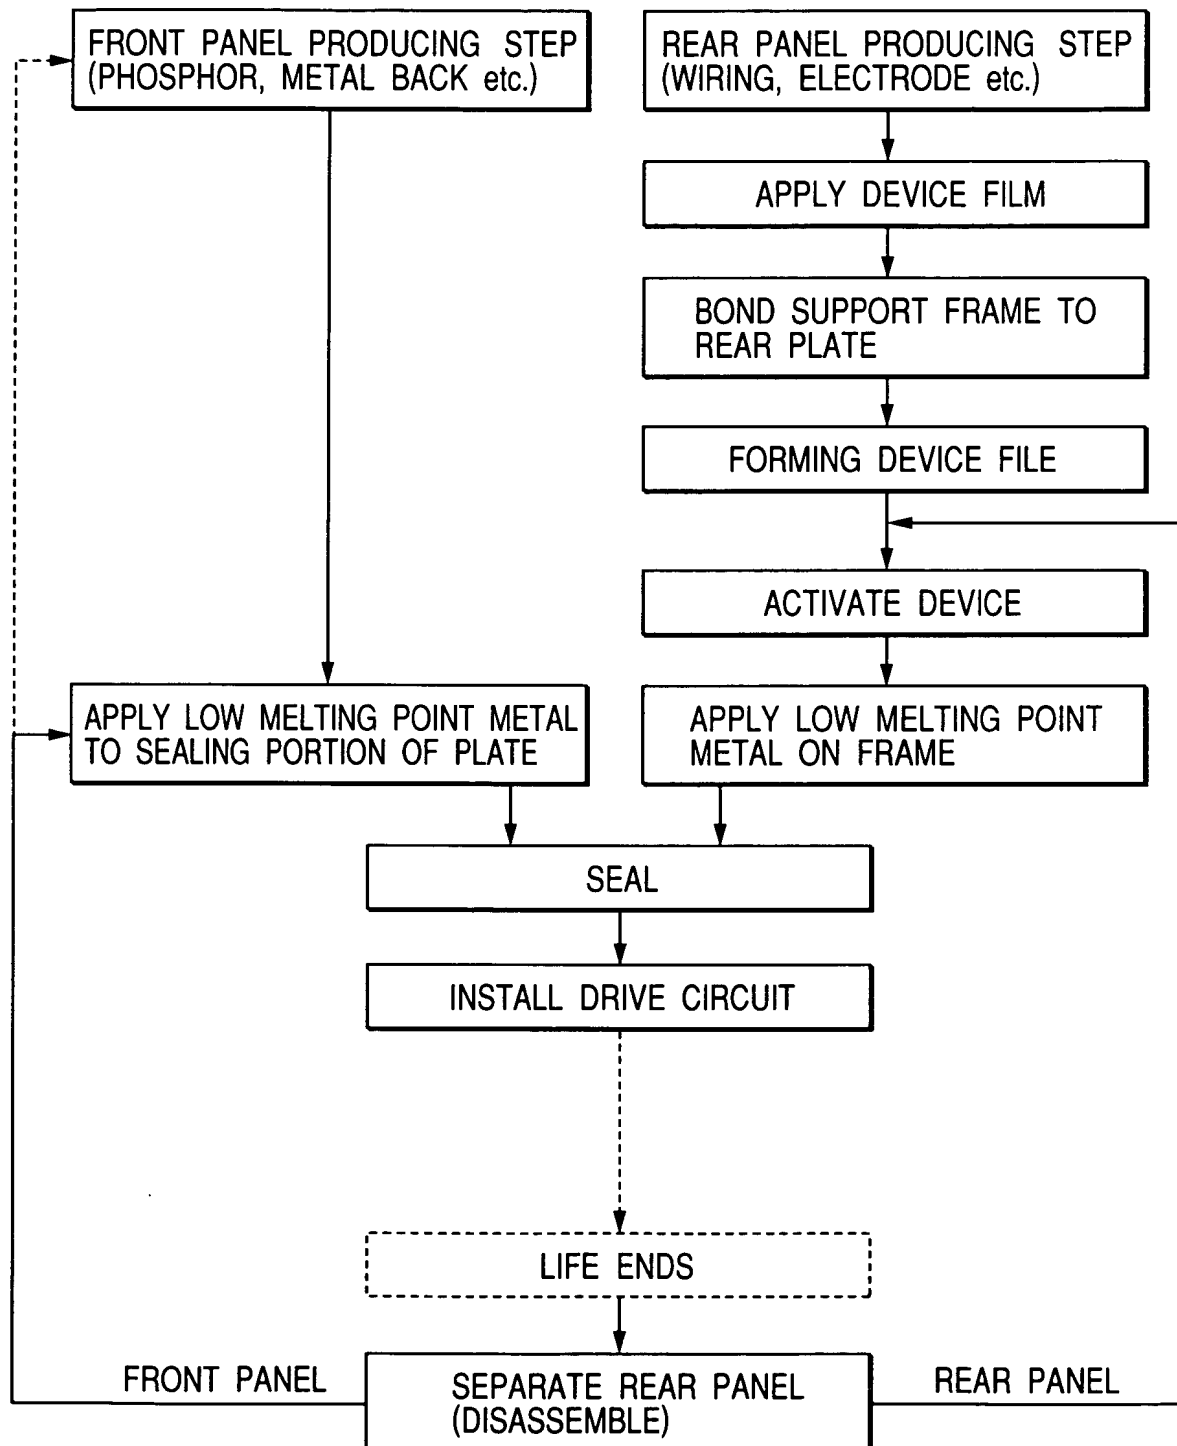 FRONT PANEL PRODUCING STEP
(PHOSPHOR, METAL BACK etc.)
REAR PANEL PRODUCING STEP
(WIRING, ELECTRODE etc.)
APPLY DEVICE FILM
BOND SUPPORT FRAME TO
REAR PLATE
FORMING DEVICE FILE
ACTIVATE DEVICE
APPLY LOW MELTING POINT METAL
TO SEALING PORTION OF PLATE
APPLY LOW MELTING POINT
METAL ON FRAME
SEAL
INSTALL DRIVE CIRCUIT
LIFE ENDS
FRONT PANEL
SEPARATE REAR PANEL
(DISASSEMBLE)
REAR PANEL